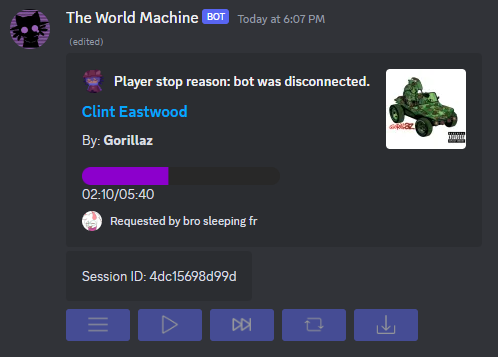 The World Machine BOT Today at 6:07 PM
(edited)
Player stop reason: bot was disconnected.
Clint Eastwood
By: Gorillaz
02:10/05:40
Requested by bro sleeping fr
Session ID: 4dc15698d99d